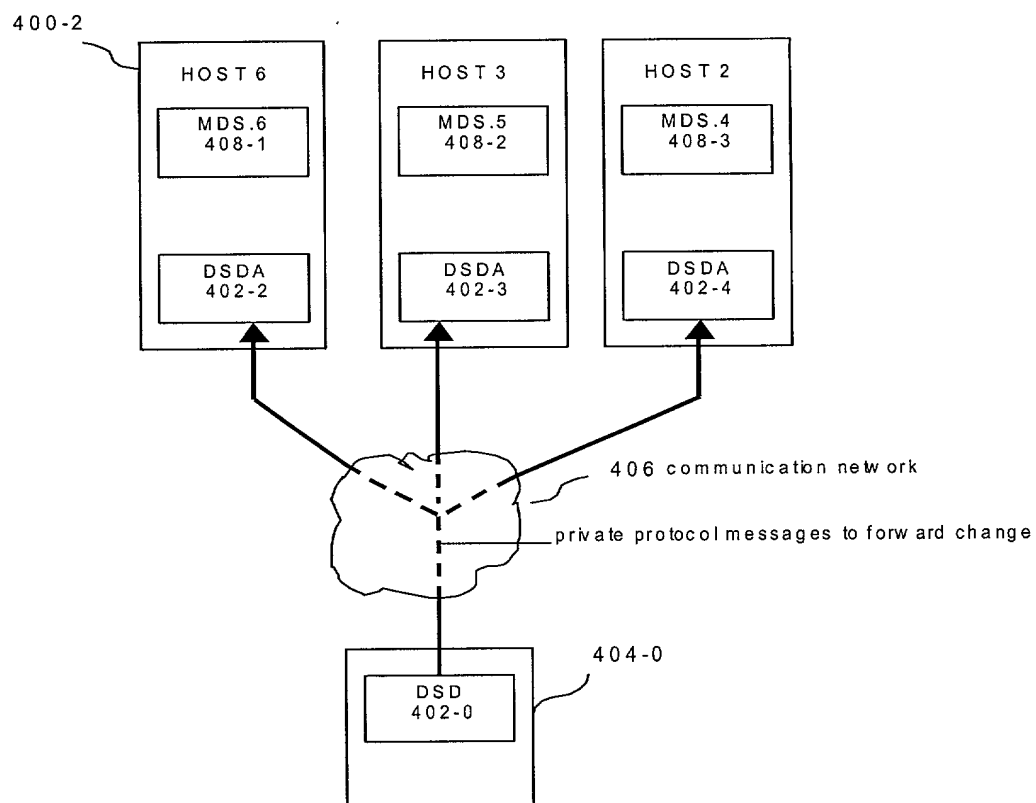 400-2
HOST 6
MDS.6
408-1
DSDA
402-2
HOST 3
MDS.5
408-2
DSDA
402-3
HOST 2
MDS.4
408-3
DSDA
402-4
406 communication network
private protocol messages to forward change
404-0
DSD
402-0